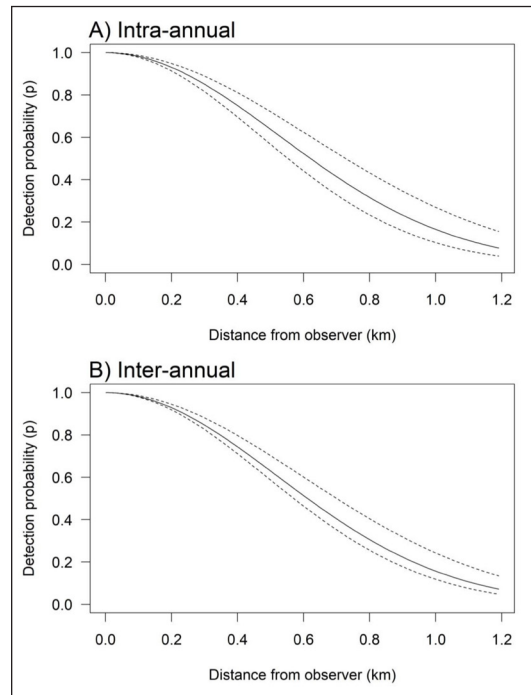 A) Intra-annual
1.0
0.8
0.6
0.4
0.2
0.0
Detection probability (p)
0.0 0.2 0.4 0.6 0.8 1.0 1.2
Distance from observer (km)
B) Inter-annual
1.0
0.8
0.6
0.4
0.2
0.0
Detection probability (p)
0.0 0.2 0.4 0.6 0.8 1.0 1.2
Distance from observer (km)